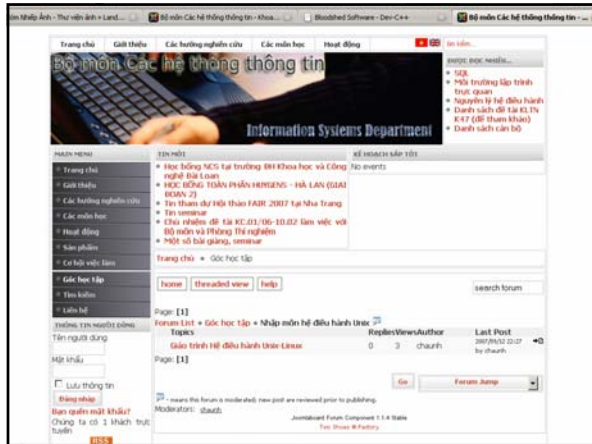 Bộ môn Các hệ thống thông tin - Khoa...
Bloodshed Software - Dev-C++
Bộ môn Các hệ thống thông tin - ...
Trang chủ
Giới thiệu
Các hướng nghiên cứu
Các môn học
Hoạt động
tìm kiếm...
Bộ môn Các hệ thống thông tin
Information Systems Department
ĐƯỢC ĐỌC NHIỀU...
SQL
Môi trường lập trình trực quan
Nguyên lý hệ điều hành
Danh sách đề tài KLTN K47 (để tham khảo)
Danh sách cán bộ
MAIN MENU
Trang chủ
Giới thiệu
Các hướng nghiên cứu
Các môn học
Hoạt động
Sản phẩm
Cơ hội việc làm
Góc học tập
Tìm kiếm
Liên hệ
THÔNG TIN NGƯỜI DÙNG
Tên người dùng
Mật khẩu
Lưu thông tin
Đăng nhập
Bạn quên mật khẩu?
Chúng ta có 1 khách trực tuyến
RSS
TIN MỚI
Học bổng NCS tại trường ĐH Khoa học và Công nghệ Đài Loan
HỌC BỔNG TOÀN PHẦN HUYGENS - HÀ LAN (GIAI ĐOẠN 2)
Tin tham dự Hội thảo FAIR 2007 tại Nha Trang
Tin seminar
Chủ nhiệm đề tài KC.01/06-10.02 làm việc với Bộ môn và Phòng Thí nghiệm
Một số bài giảng, seminar
KẾ HOẠCH SẮP TỚI
No events
Trang chủ » Góc học tập
home
threaded view
help
search forum
Page: [1]
Forum List » Góc học tập » Nhập môn hệ điều hành Unix
Topics Replies Views Author Last Post
Giáo trình Hệ điều hành Unix-Linux 0 3 chaunh 2007/01/12 22:27
by chaunh
Page: [1]
Go
Forum Jump
- means this forum is moderated; new post are reviewed prior to publishing.
Moderators: chaunh
Joomlaboard Forum Component 1.1.4 Stable
Two Shoes M-Factory